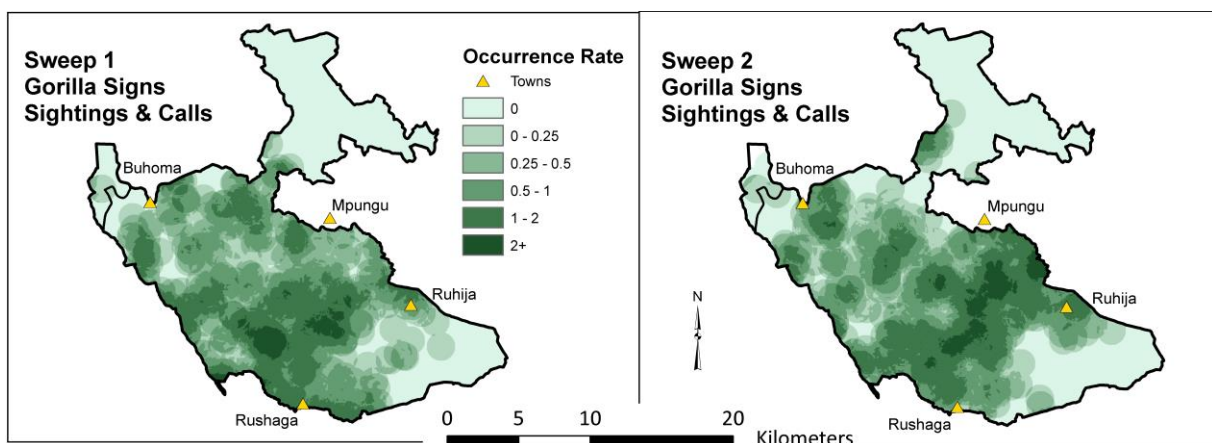 Sweep 1
Gorilla Signs
Sightings & Calls
Occurrence Rate
Towns
0
0 - 0.25
0.25 - 0.5
0.5 - 1
1 - 2
2+
Buhoma
Mpungu
Ruhija
Rushaga
Sweep 2
Gorilla Signs
Sightings & Calls
Buhoma
Mpungu
N
Ruhija
Rushaga
0 5 10 20
Kilometers